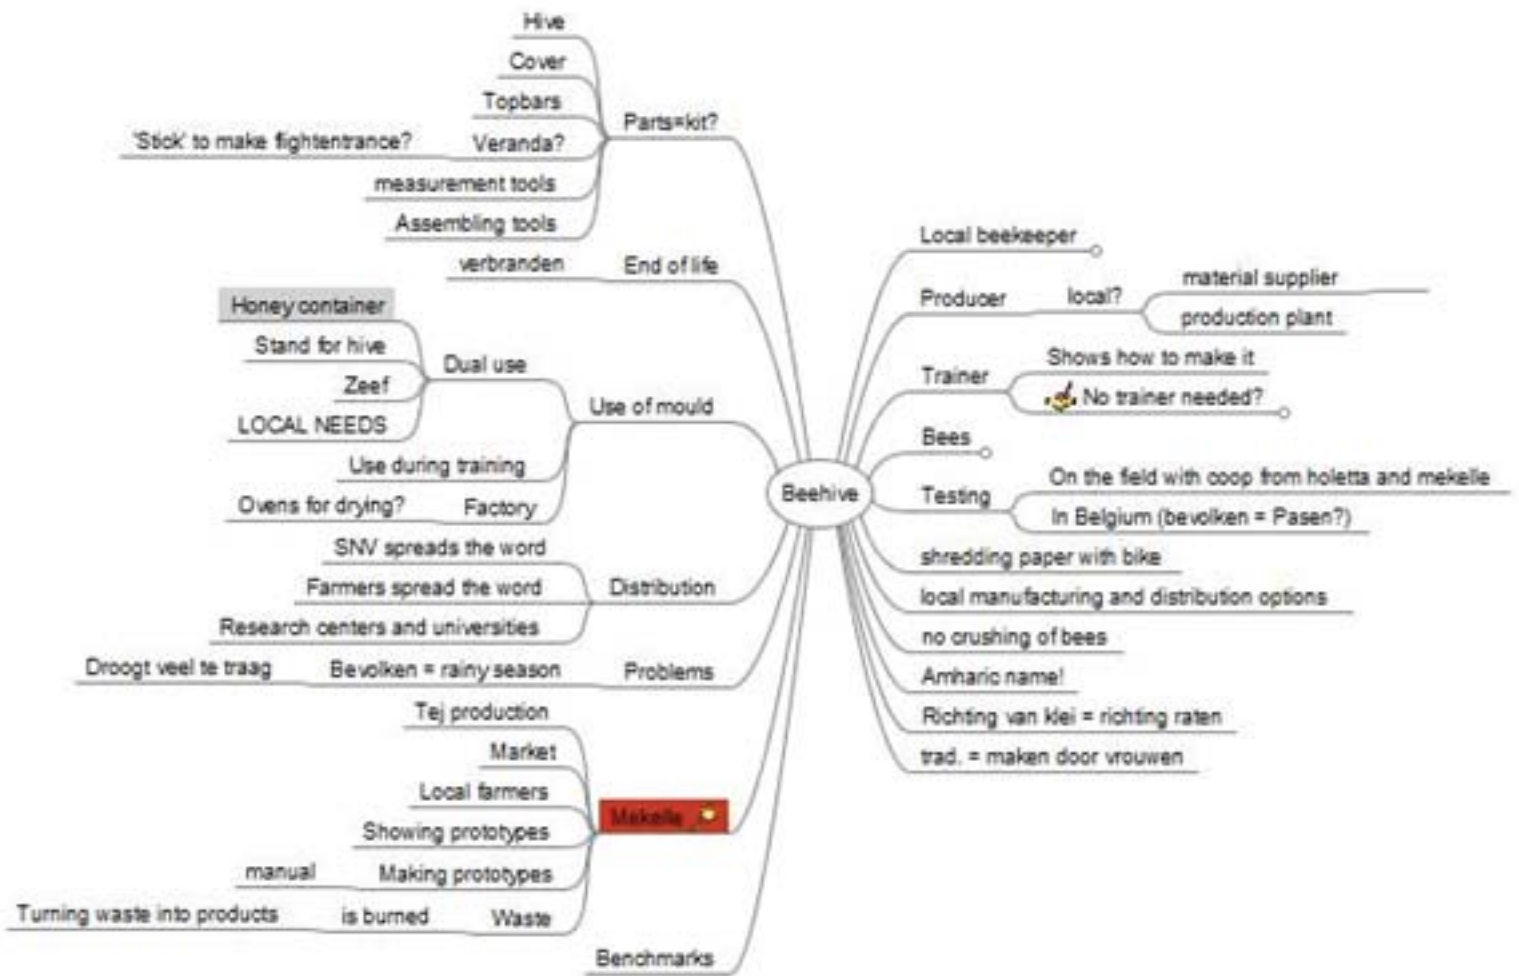 Hive
Cover
Topbars
Parts=kit?
'Stick' to make flightentrance?
Veranda?
measurement tools
Assembling tools
verbranden
End of life
Honey container
Stand for hive
Dual use
Zeef
LOCAL NEEDS
Use of mould
Use during training
Ovens for drying?
Factory
SNV spreads the word
Farmers spread the word
Distribution
Research centers and universities
Droogt veel te traag
Bevolken = rainy season
Problems
Tej production
Market
Local farmers
Mekelle
Showing prototypes
manual
Making prototypes
Turning waste into products
is burned
Waste
Benchmarks
Beehive
Local beekeeper
Producer
local?
material supplier
production plant
Trainer
Shows how to make it
No trainer needed?
Bees
Testing
On the field with coop from holetta and mekelle
In Belgium (bevolken = Pasen?)
shredding paper with bike
local manufacturing and distribution options
no crushing of bees
Amharic name!
Richting van klei = richting raten
trad. = maken door vrouwen